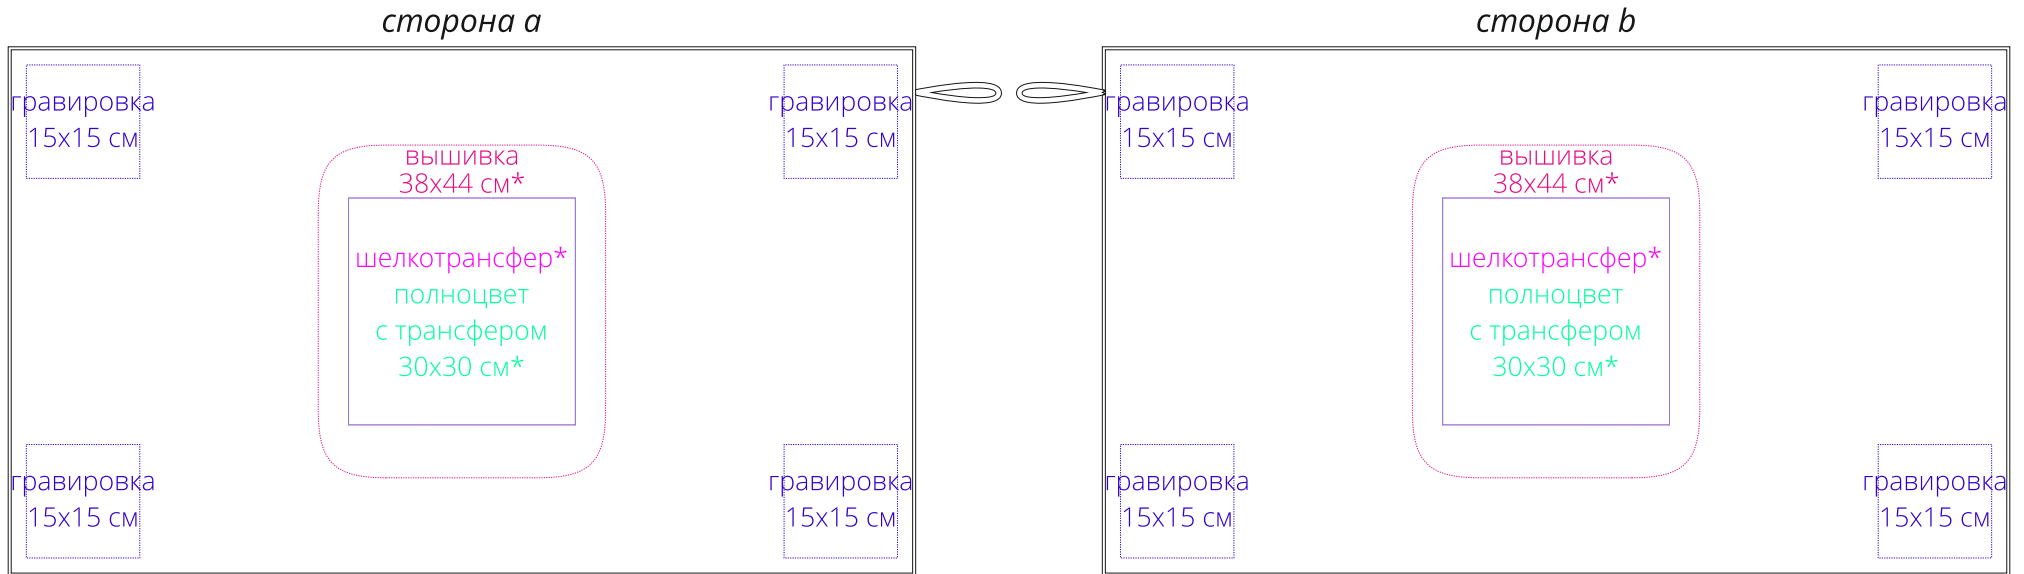 сторона a
гравировка
15x15 см
гравировка
15x15 см
вышивка
38x44 см*
шелкотрансфер*
полноцвет
с трансфером
30x30 см*
гравировка
15x15 см
гравировка
15x15 см
сторона b
гравировка
15x15 см
гравировка
15x15 см
вышивка
38x44 см*
шелкотрансфер*
полноцвет
с трансфером
30x30 см*
гравировка
15x15 см
гравировка
15x15 см